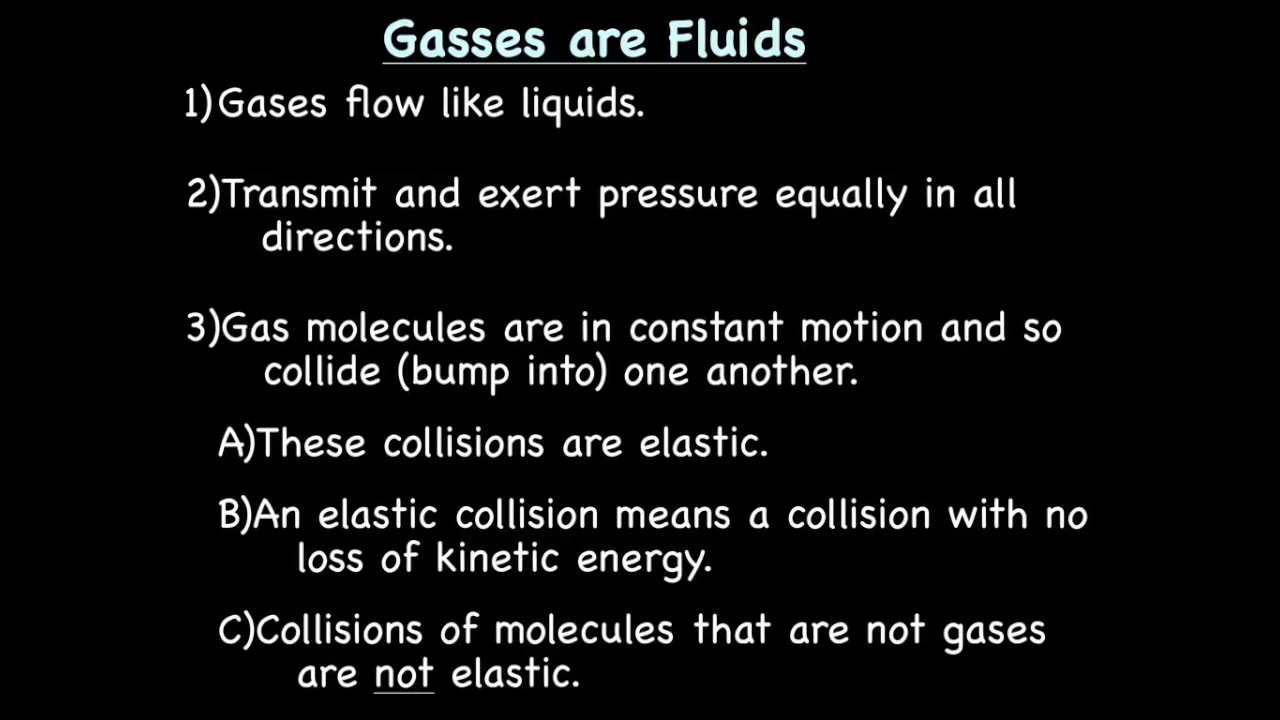 Gasses are Fluids
1)Gases flow like liquids.
2)Transmit and exert pressure equally in all
directions.
3)Gas molecules are in constant motion and so
collide (bump into) one another.
A)These collisions are elastic.
B)An elastic collision means a collision with no
loss of kinetic energy.
C)Collisions of molecules that are not gases
are not elastic.